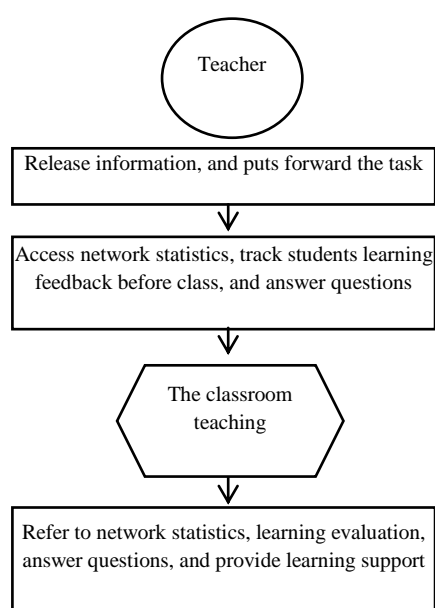 Teacher
Release information, and puts forward the task
Access network statistics, track students learning
feedback before class, and answer questions
The classroom
teaching
Refer to network statistics, learning evaluation,
answer questions, and provide learning support